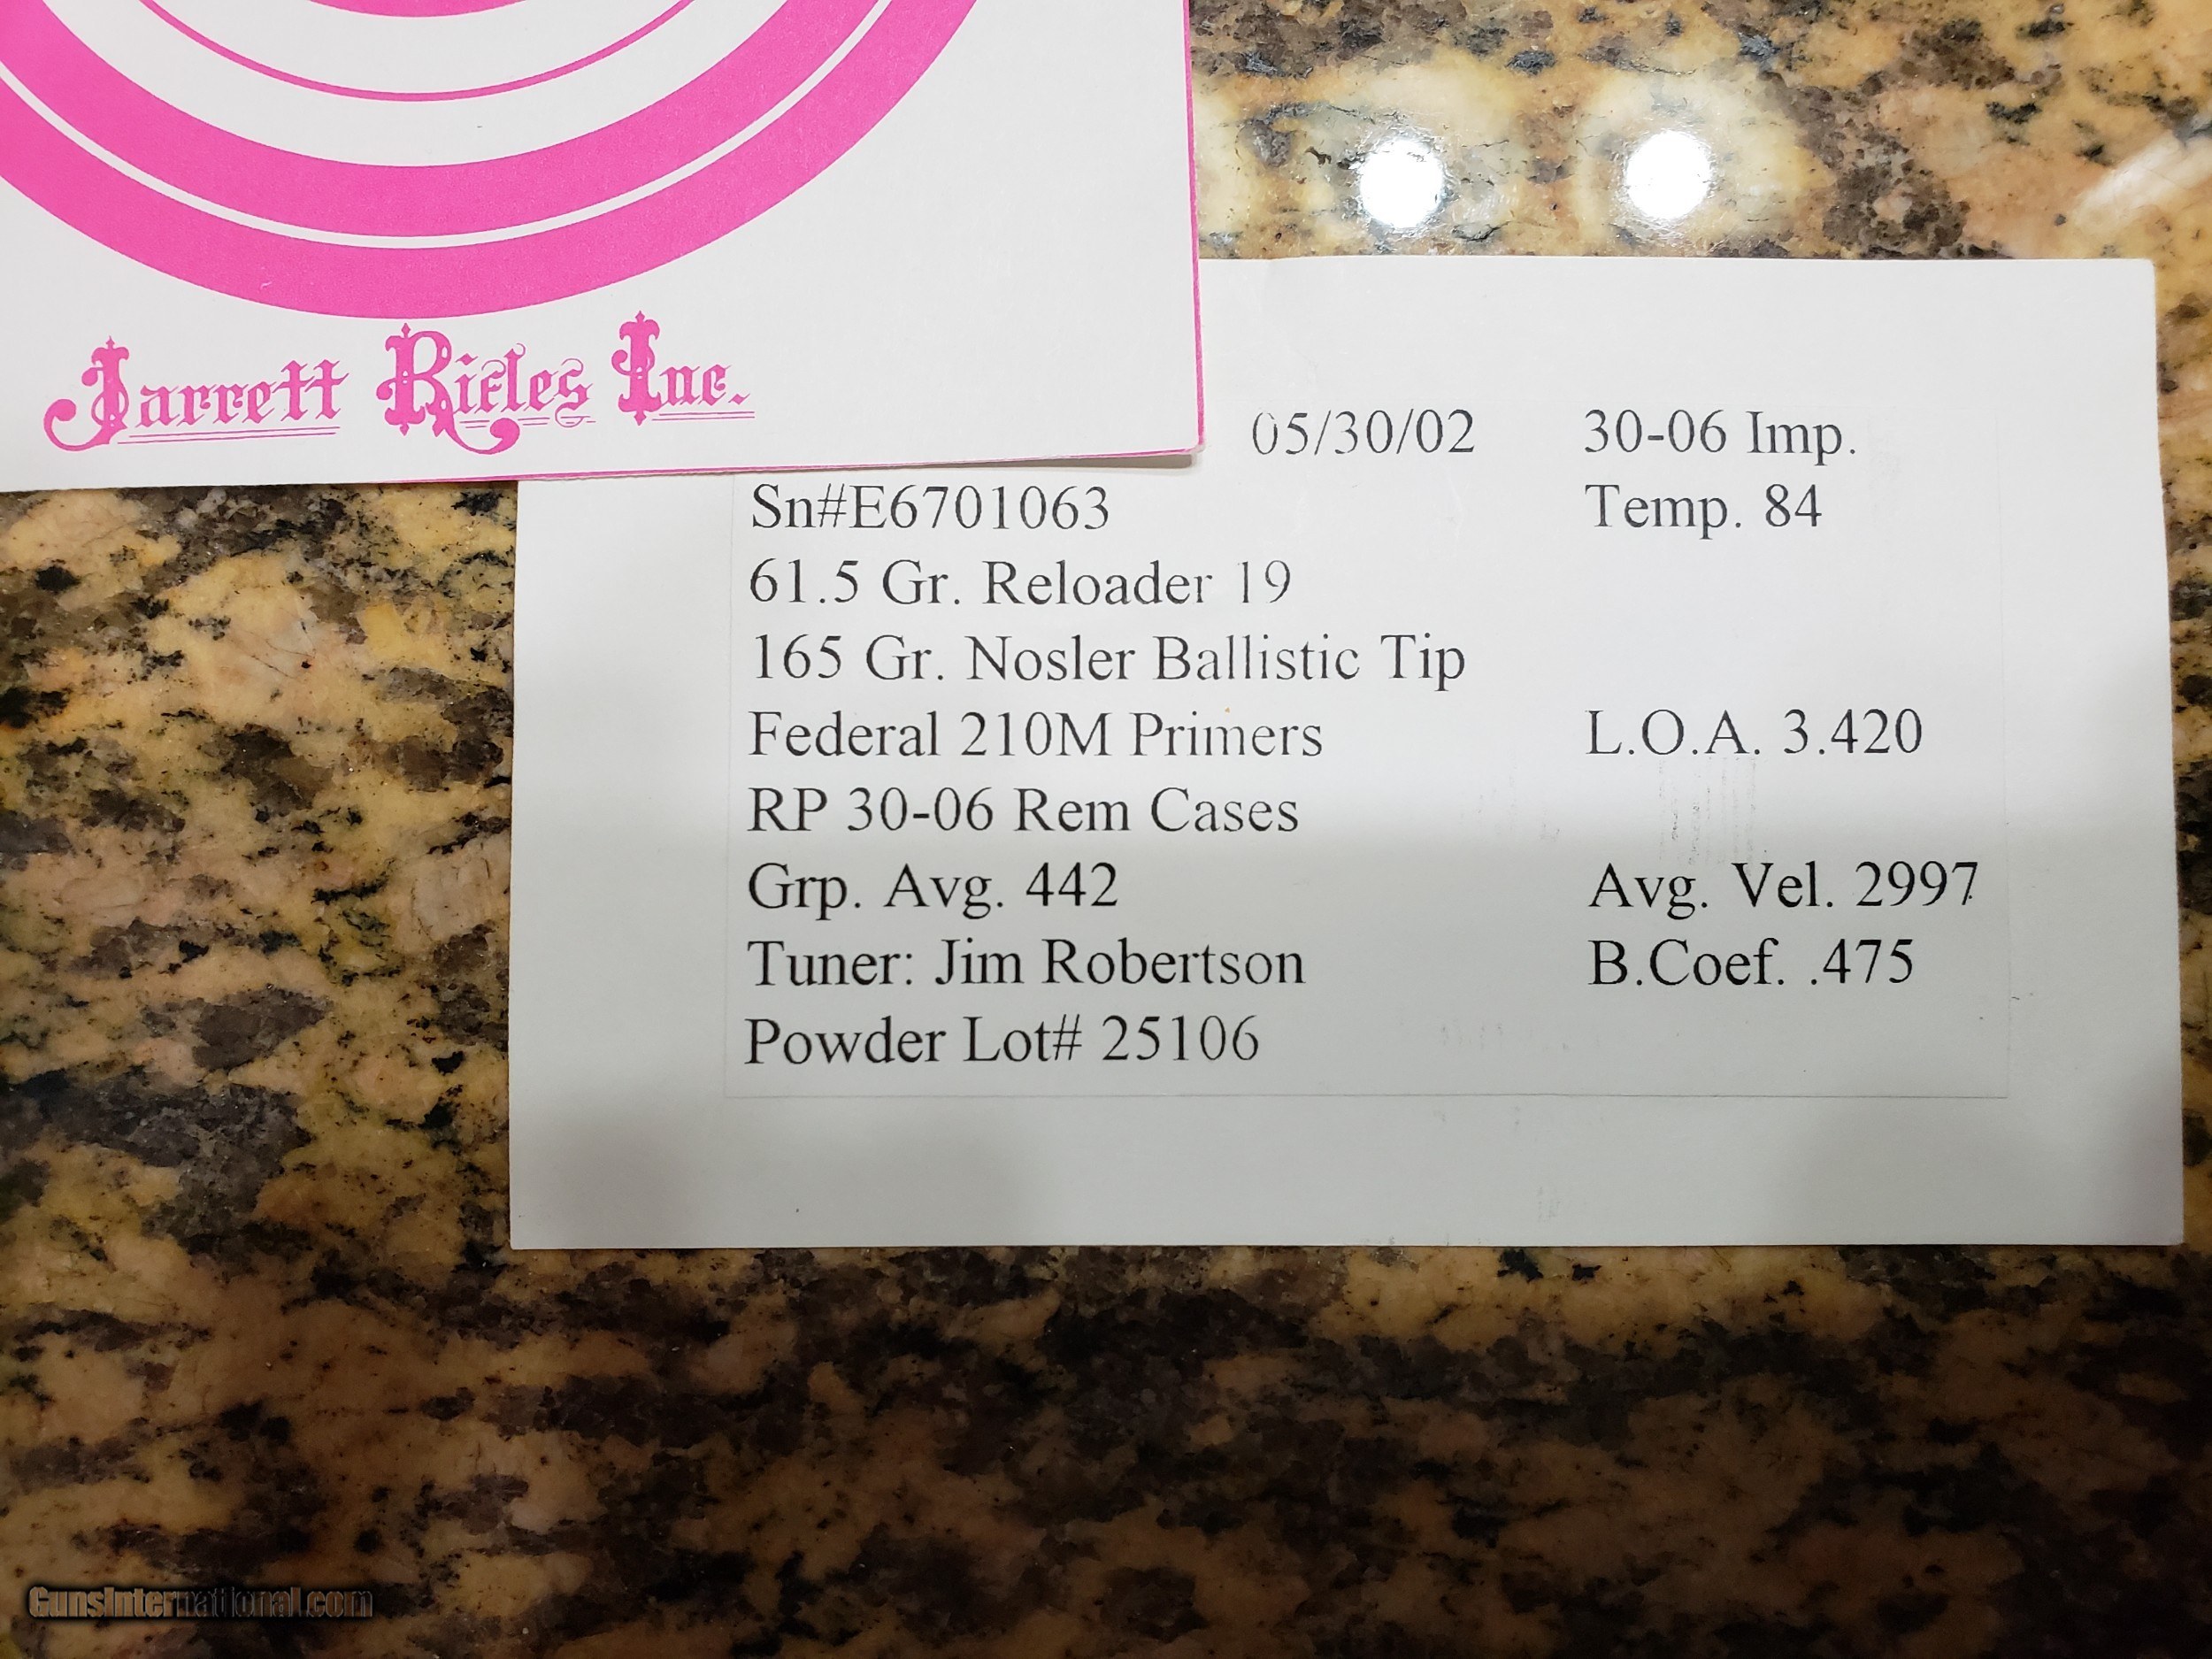 Jarrett Rifles Inc.
05/30/02 30-06 Imp.
Sn#E6701063 Temp. 84
61.5 Gr. Reloader 19
165 Gr. Nosler Ballistic Tip
Federal 210M Primers L.O.A. 3.420
RP 30-06 Rem Cases
Grp. Avg. 442 Avg. Vel. 2997
Tuner: Jim Robertson B.Coef. .475
Powder Lot# 25106
GunsInternational.com